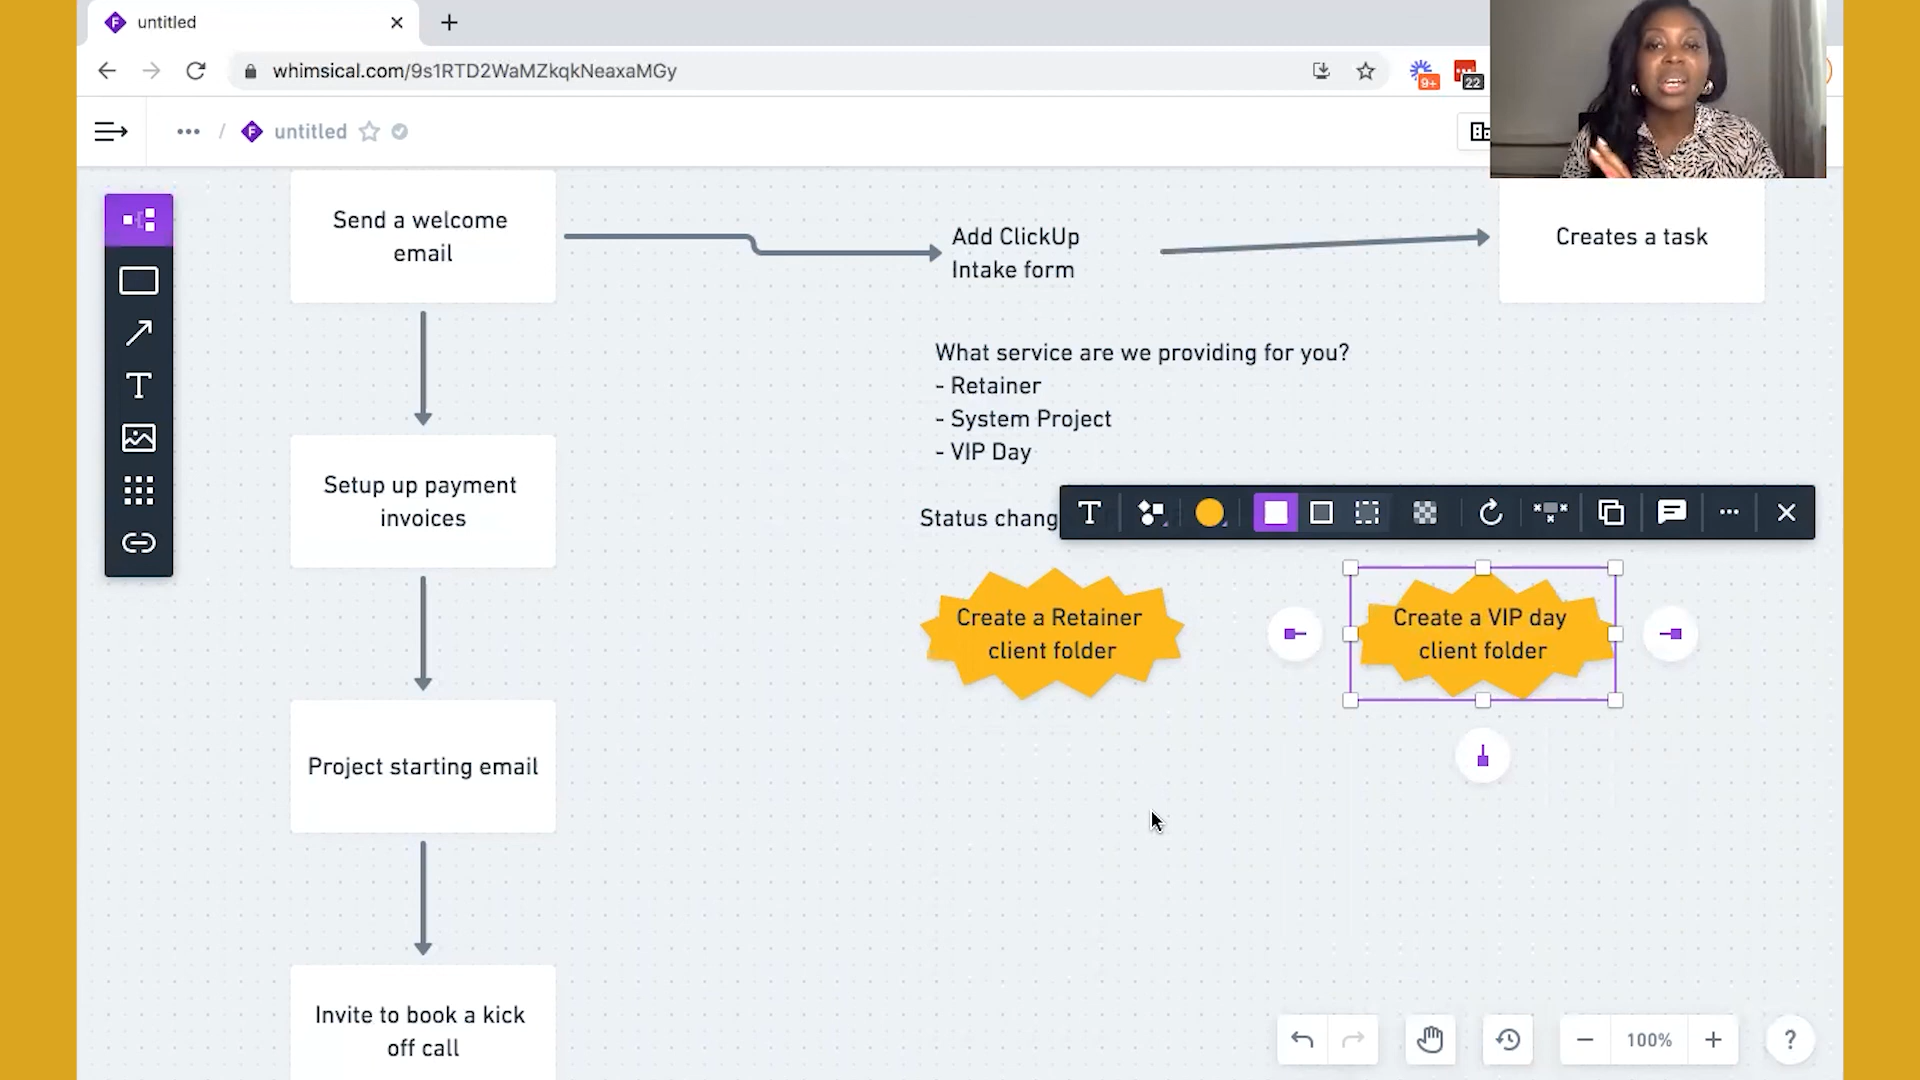 untitled
whimsical.com/9s1RTD2WaMZkqkNeaxaMGy
9+
22
... / untitled
Send a welcome
email
Add ClickUp
Intake form
Creates a task
What service are we providing for you?
- Retainer
- System Project
- VIP Day
Setup up payment
invoices
Status chang
Create a Retainer
client folder
Create a VIP day
client folder
Project starting email
Invite to book a kick
off call
100%
?